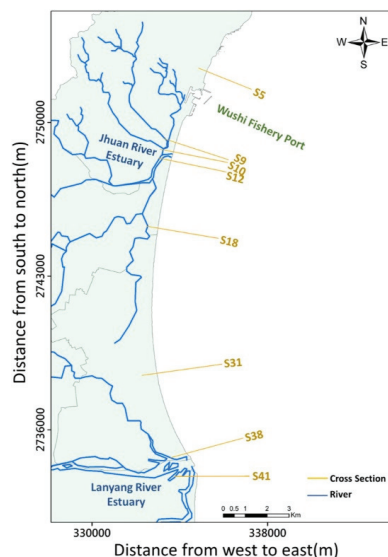 N
W E
S
S5
Wushi Fishery Port
2750000
Jhuan River
Estuary
S9
S10
S12
S18
2743000
Distance from south to north(m)
S31
2736000
S38
S41
Lanyang River
Estuary
Cross Section
River
0 0.5 1 2 3
Km
330000
338000
Distance from west to east(m)